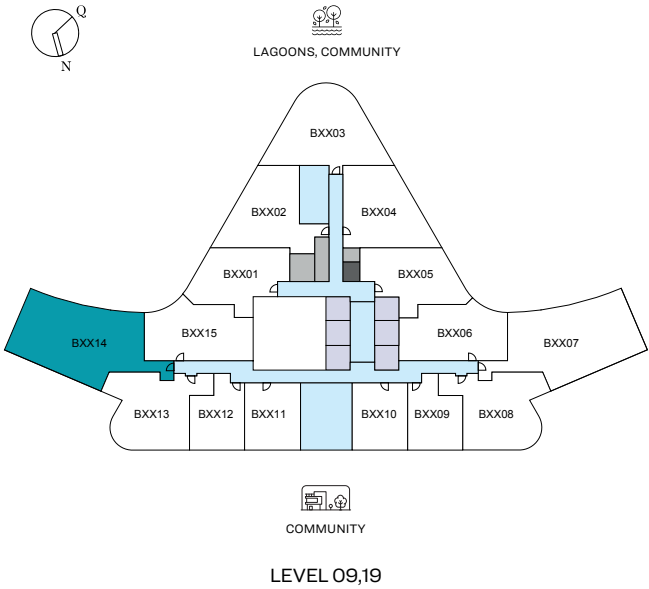 Q
N
LAGOONS, COMMUNITY
BXX03
BXX02 BXX04
BXX01 BXX05
BXX14 BXX15 BXX06 BXX07
BXX13 BXX12 BXX11 BXX10 BXX09 BXX08
COMMUNITY
LEVEL 09,19